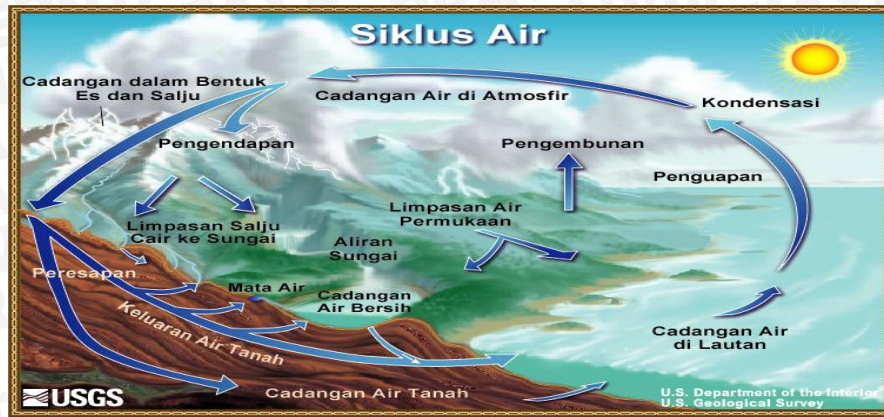 Siklus Air
Cadangan dalam Bentuk
Es dan Salju
Cadangan Air di Atmosfir
Kondensasi
Pengendapan
Pengembunan
Penguapan
Limpasan Air
Permukaan
Limpasan Salju
Cair ke Sungai
Aliran
Sungai
Peresapan
Mata Air
Cadangan
Air Bersih
Keluaran Air Tanah
Cadangan Air
di Lautan
Cadangan Air Tanah
USGS
U.S. Department of the Interior
U.S. Geological Survey